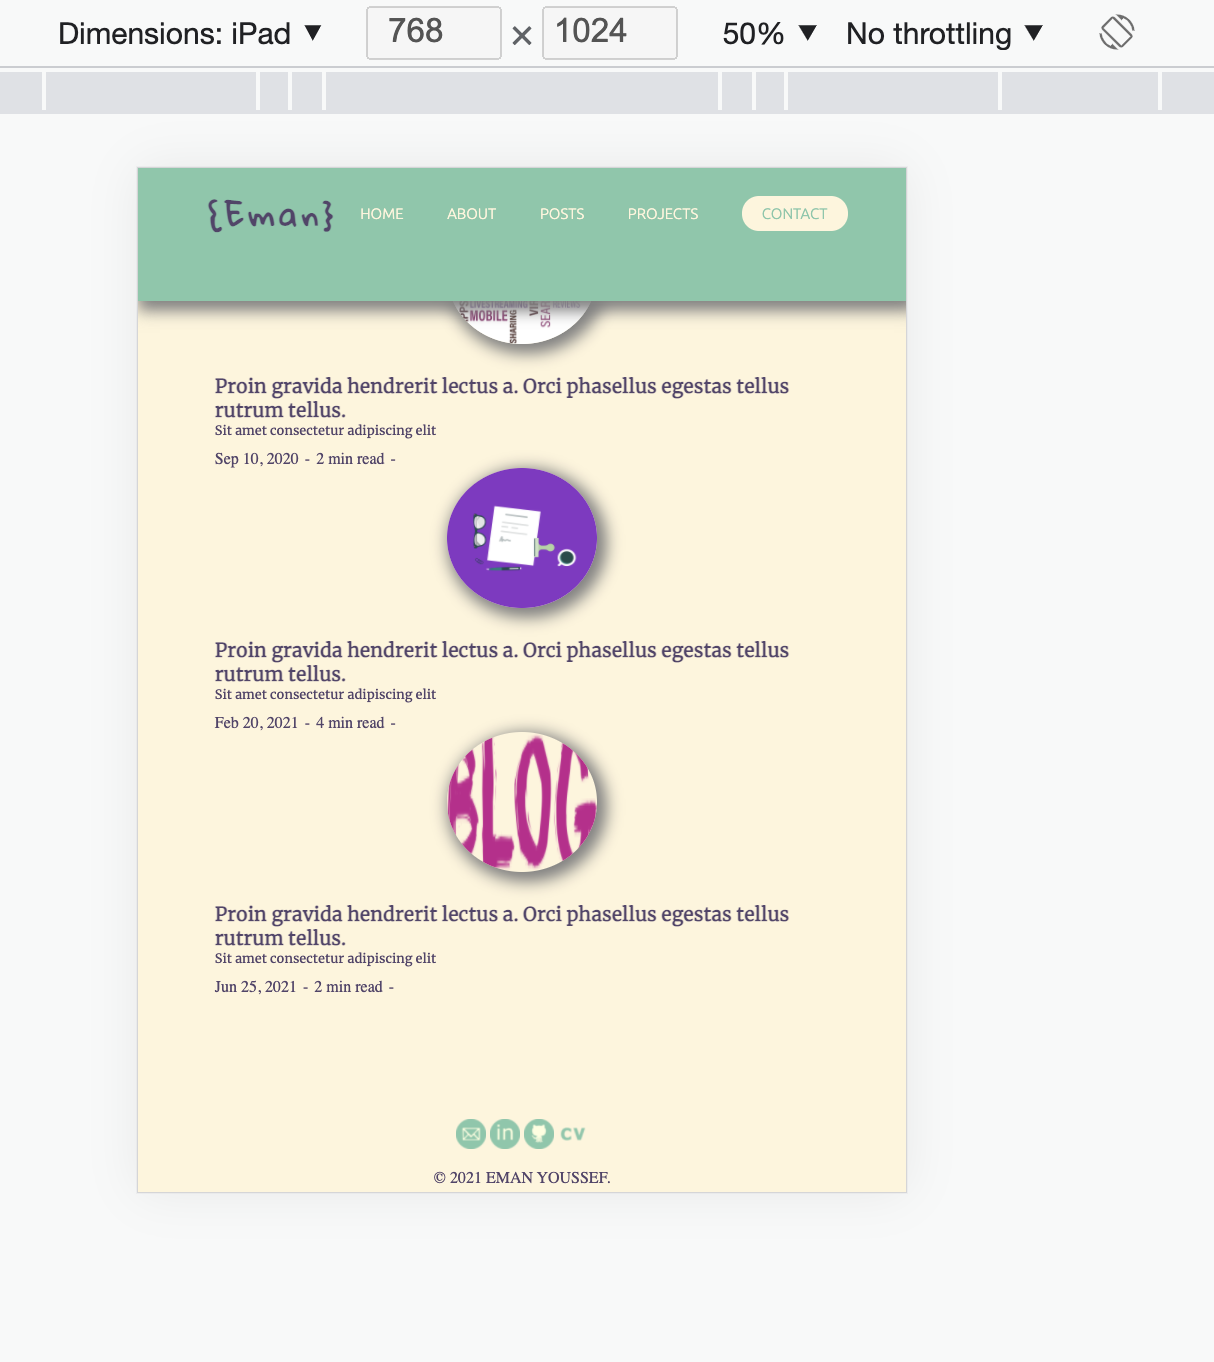 Dimensions: iPad ▼ 768 × 1024 50% ▼ No throttling ▼
{Eman} HOME ABOUT POSTS PROJECTS CONTACT
LIVESTREAMING REVIEWS
MOBILE
SHARING
Proin gravida hendrerit lectus a. Orci phasellus egestas tellus
rutrum tellus.
Sit amet consectetur adipiscing elit
Sep 10, 2020 - 2 min read -
Proin gravida hendrerit lectus a. Orci phasellus egestas tellus
rutrum tellus.
Sit amet consectetur adipiscing elit
Feb 20, 2021 - 4 min read -
BLOG
Proin gravida hendrerit lectus a. Orci phasellus egestas tellus
rutrum tellus.
Sit amet consectetur adipiscing elit
Jun 25, 2021 - 2 min read -
in CV
© 2021 EMAN YOUSSEF.